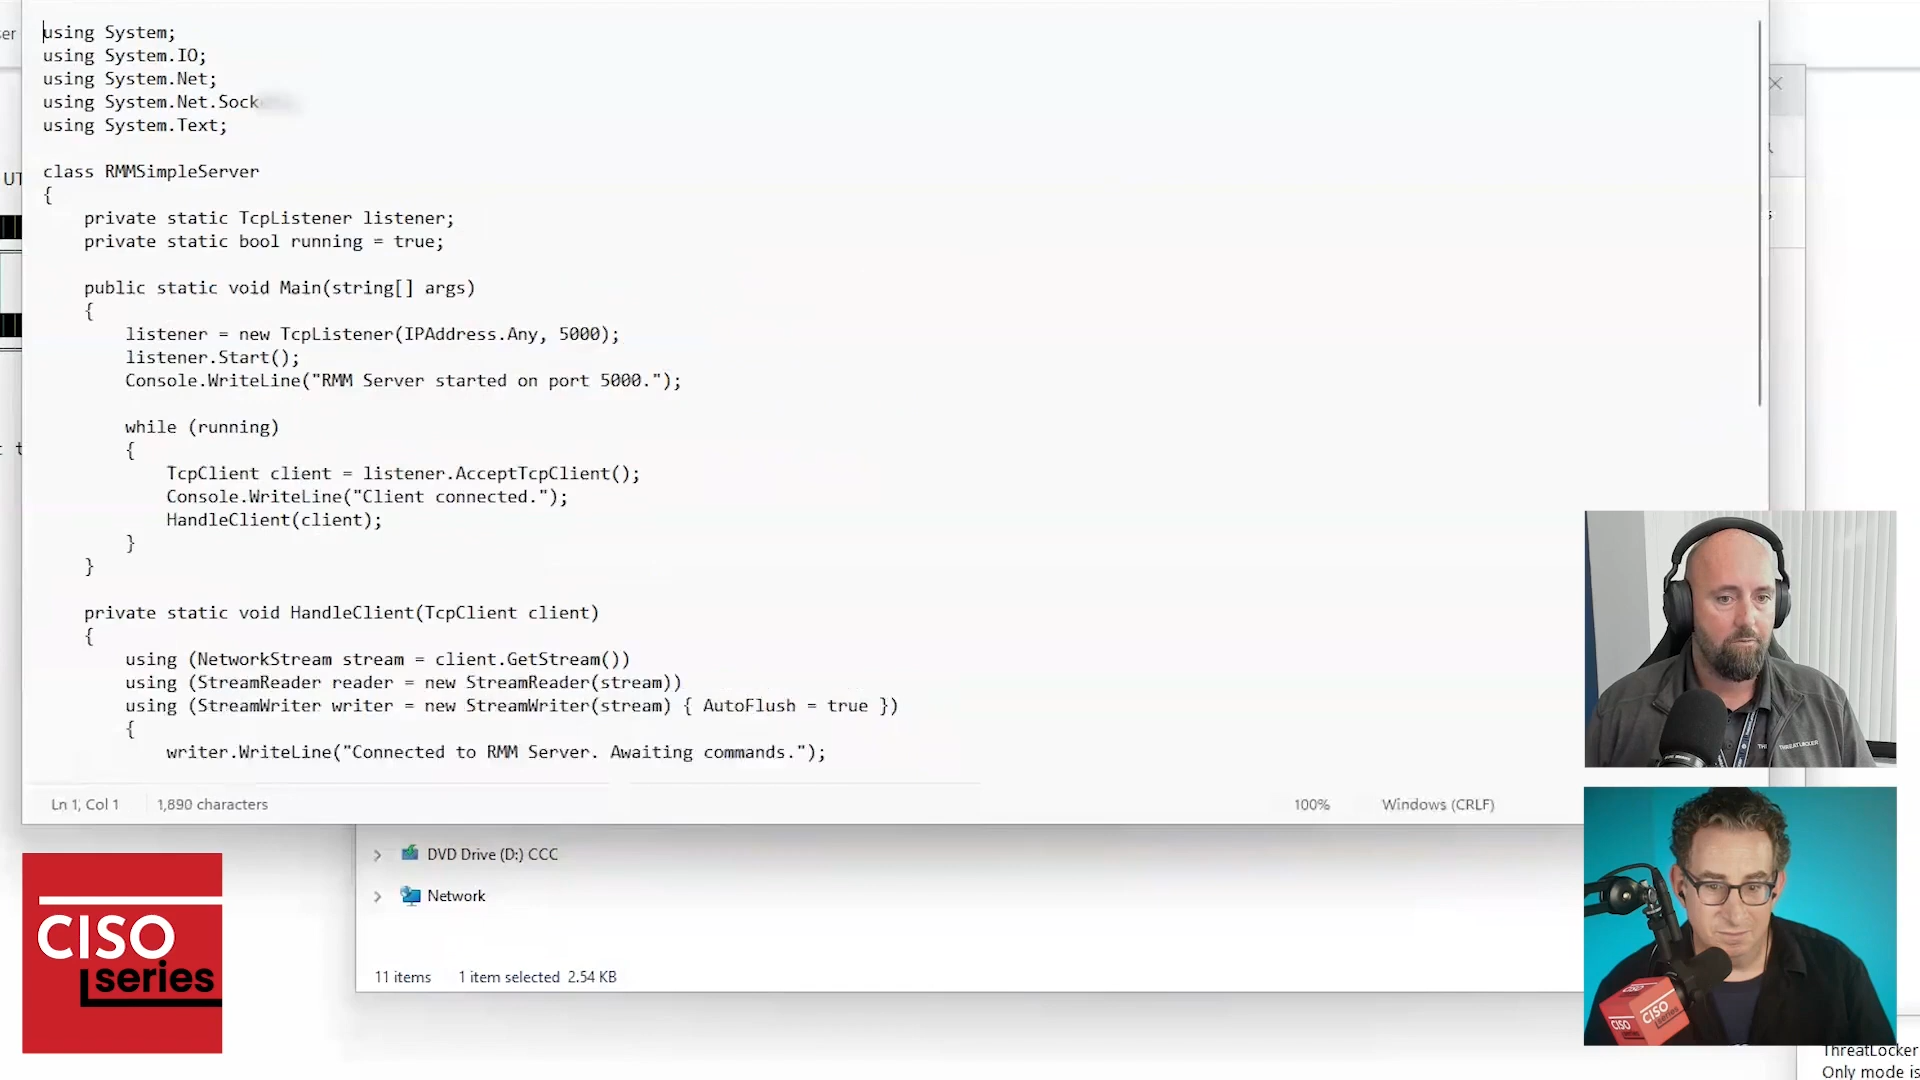 using System;
using System.IO;
using System.Net;
using System.Net.Sock
using System.Text;
class RMMSimpleServer
{
private static TcpListener listener;
private static bool running = true;
public static void Main(string[] args)
{
listener = new TcpListener(IPAddress.Any, 5000);
listener.Start();
Console.WriteLine("RMM Server started on port 5000.");
while (running)
{
TcpClient client = listener.AcceptTcpClient();
Console.WriteLine("Client connected.");
HandleClient(client);
}
}
private static void HandleClient(TcpClient client)
{
using (NetworkStream stream = client.GetStream())
using (StreamReader reader = new StreamReader(stream))
using (StreamWriter writer = new StreamWriter(stream) { AutoFlush = true })
{
writer.WriteLine("Connected to RMM Server. Awaiting commands.");
Ln 1, Col 1 1,890 characters 100% Windows (CRLF)
DVD Drive (D:) CCC
Network
11 items 1 item selected 2.54 KB
CISO
series
THREATLOCKER
CISO
series
CISO
ThreatLocker
Only mode is